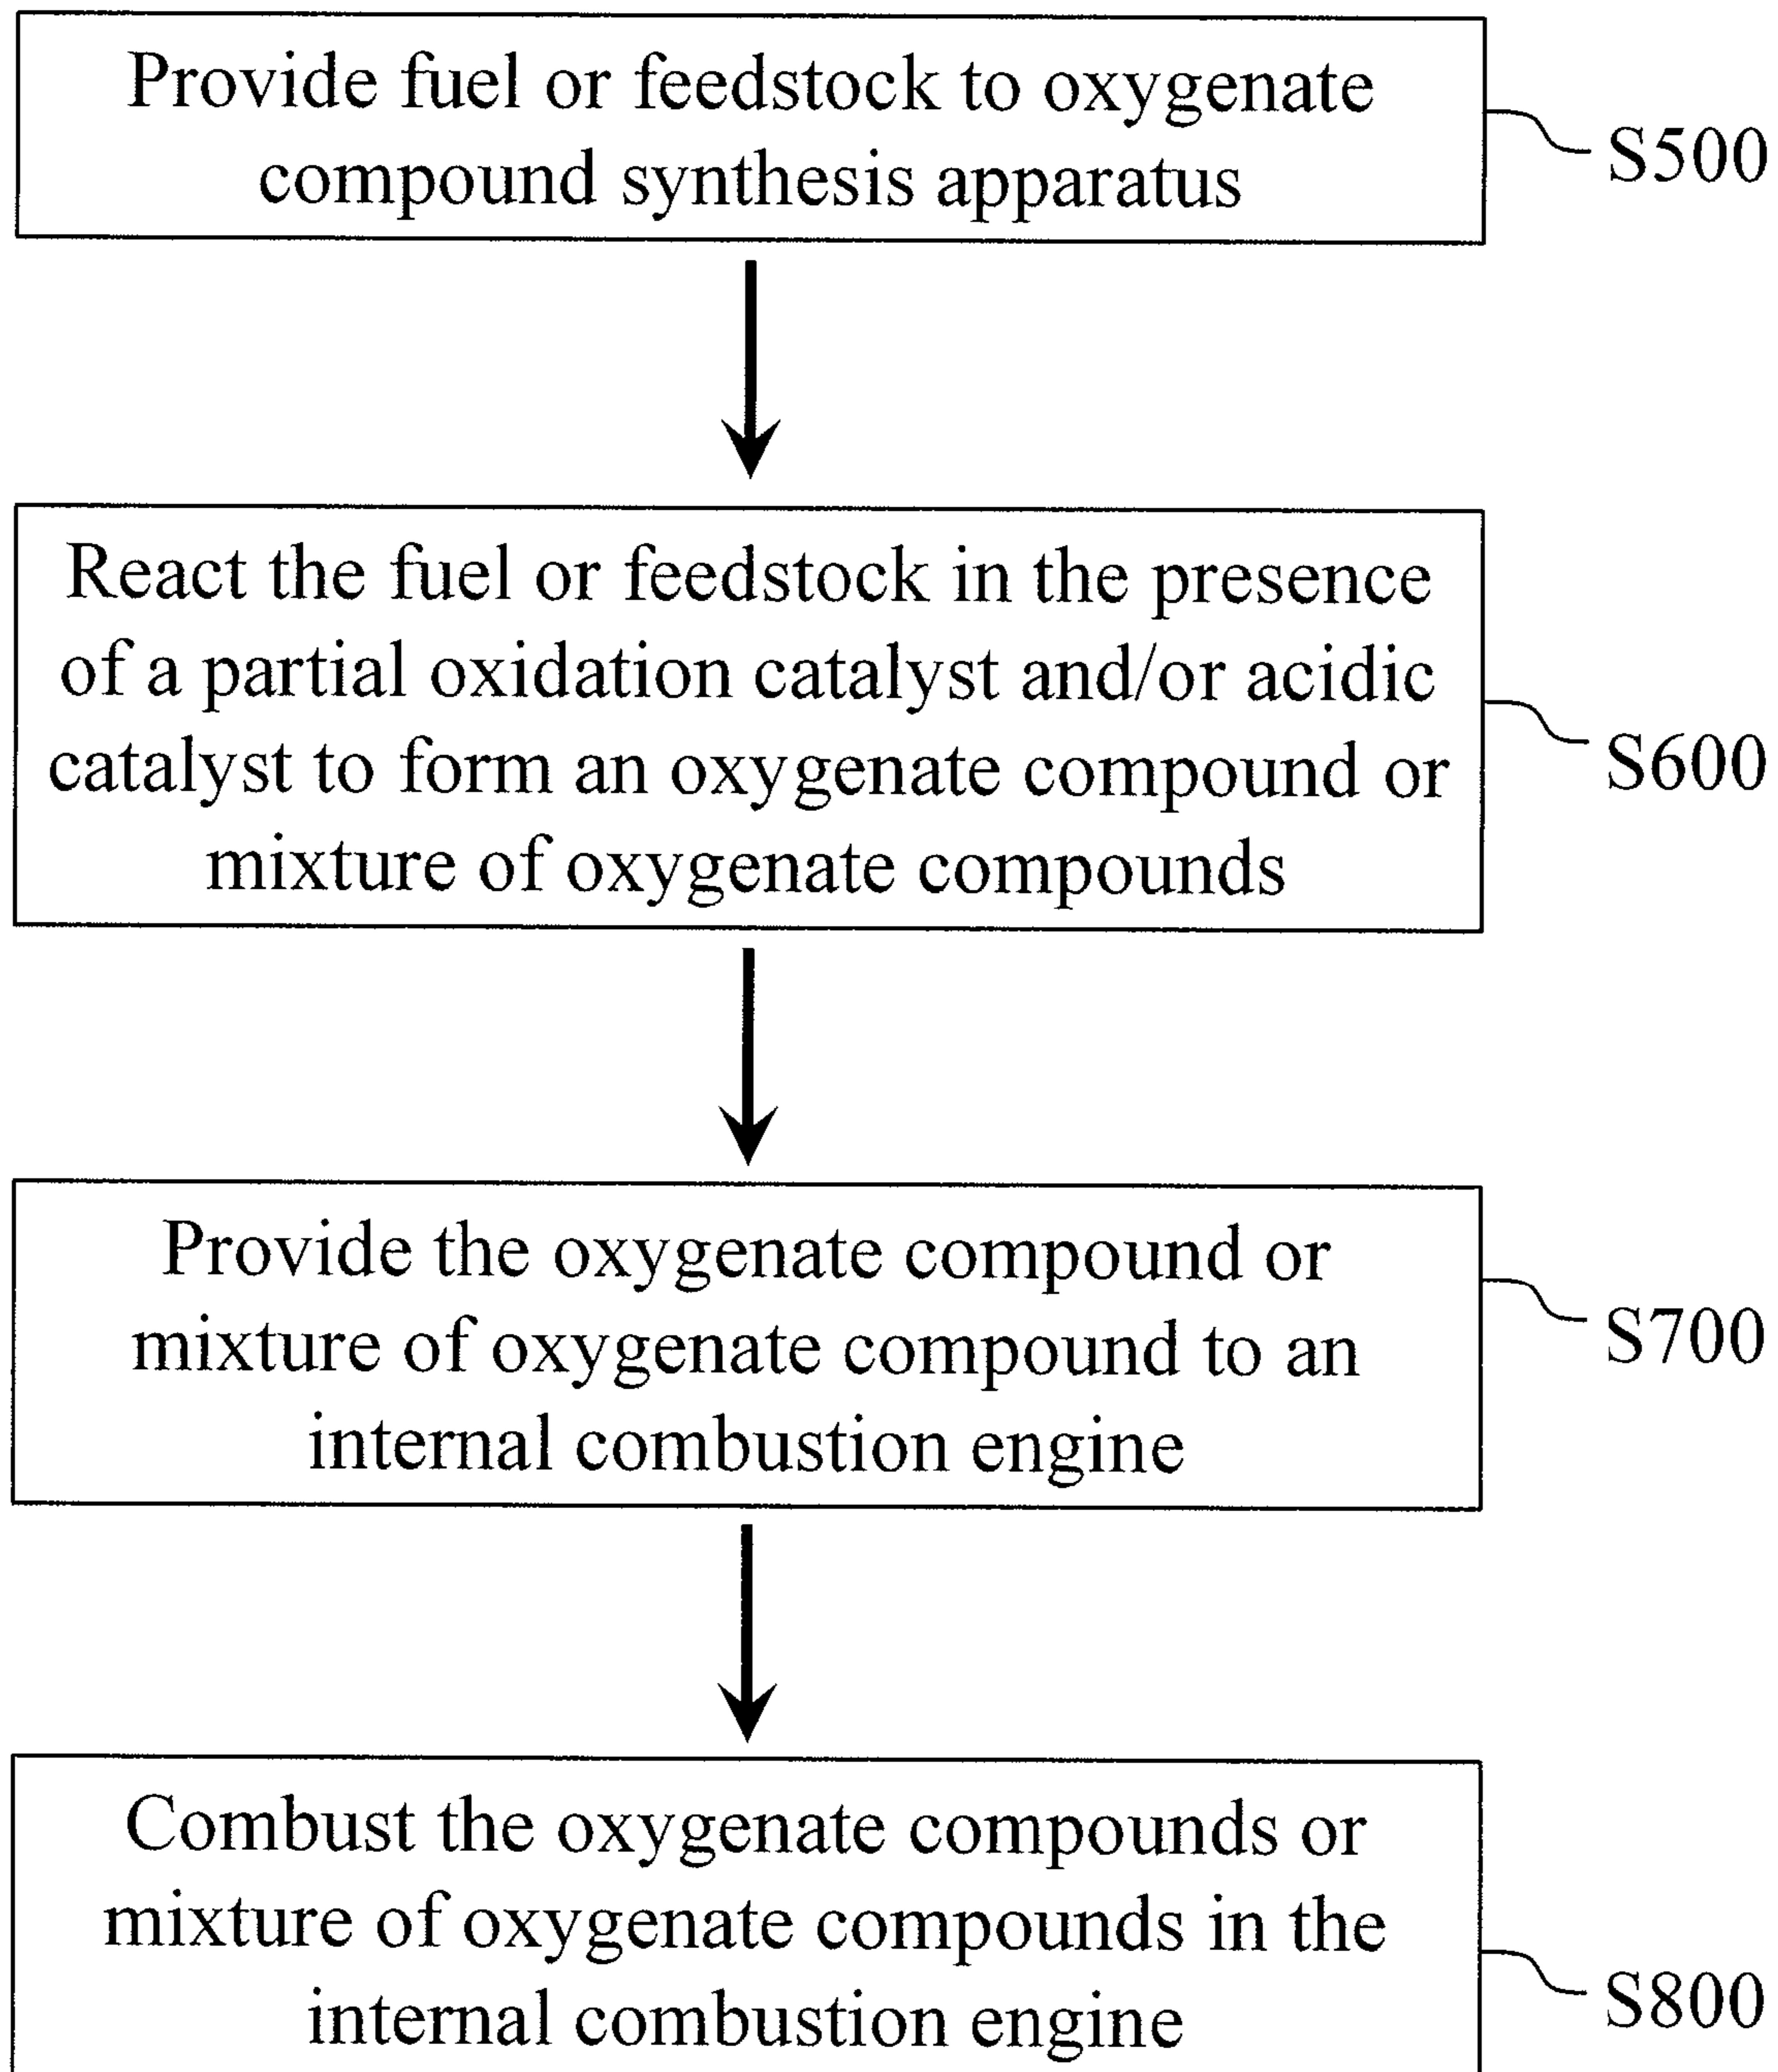 Provide fuel or feedstock to oxygenate
compound synthesis apparatus
S500
React the fuel or feedstock in the presence
of a partial oxidation catalyst and/or acidic
catalyst to form an oxygenate compound or
mixture of oxygenate compounds
S600
Provide the oxygenate compound or
mixture of oxygenate compound to an
internal combustion engine
S700
Combust the oxygenate compounds or
mixture of oxygenate compounds in the
internal combustion engine
S800